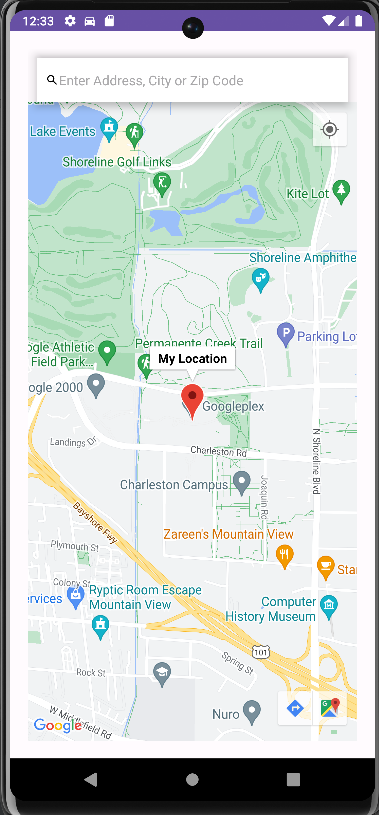 12:33
Enter Address, City or Zip Code
Lake Events
Shoreline Golf Links
Kite Lot
Shoreline Amphithe
ogle Athletic
Field Park...
Permanente Creek Trail
Parking Lo
My Location
ogle 2000
Googleplex
Landings Dr
Charleston Rd
N Shoreline Blvd
Charleston Campus
Joaquin Rd
Bayshore Fwy
Zareen's Mountain View
Plymouth St
Star
Colony St
ervices
Ryptic Room Escape
Mountain View
Computer
History Museum
101
Spring St
Rock St
Nuro
W Middlefield Rd
Google